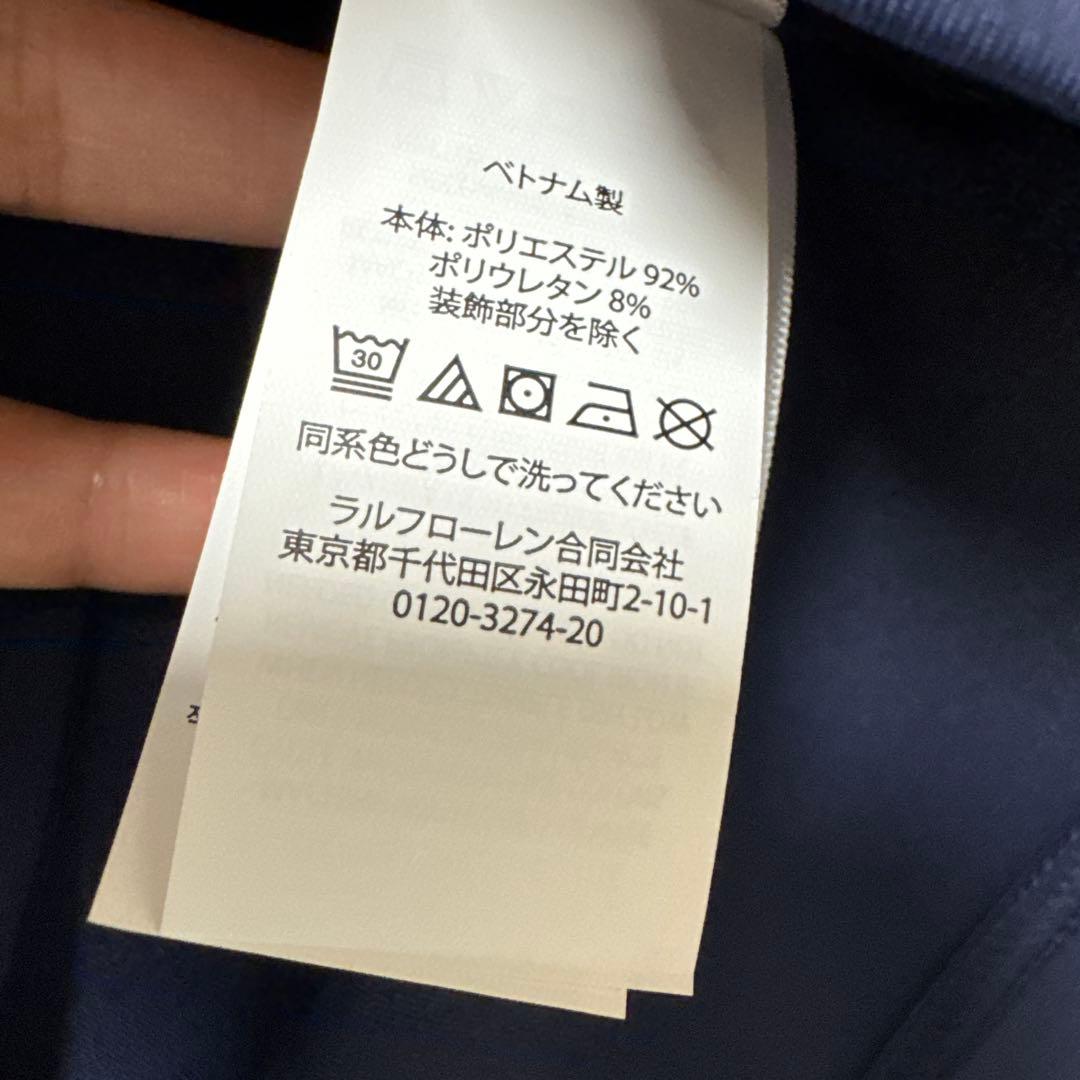 ベトナム製
本体: ポリエステル 92%
ポリウレタン 8%
装飾部分を除く
30
同系色どうしで洗ってください
ラルフローレン合同会社
東京都千代田区永田町2-10-1
0120-3274-20